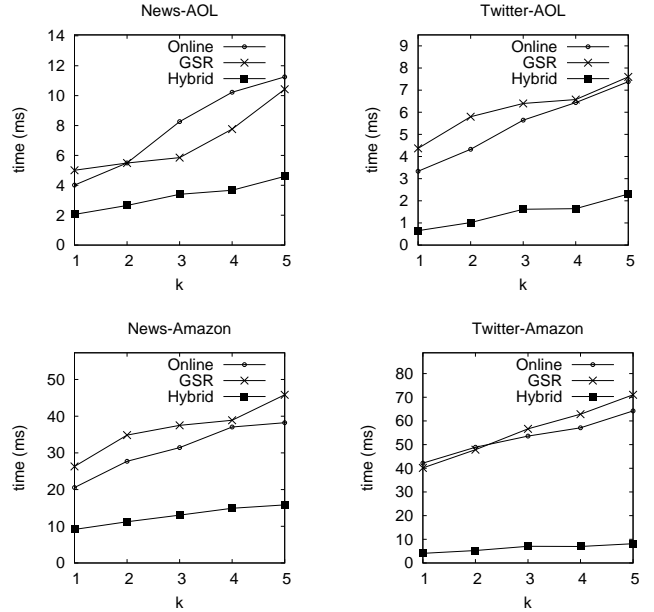 News-AOL
14
12
10
8
6
4
2
0
time (ms)
Online
GSR
Hybrid
1 2 3 4 5
k
Twitter-AOL
9
8
7
6
5
4
3
2
1
0
time (ms)
Online
GSR
Hybrid
1 2 3 4 5
k
News-Amazon
50
40
30
20
10
0
time (ms)
Online
GSR
Hybrid
1 2 3 4 5
k
Twitter-Amazon
80
70
60
50
40
30
20
10
0
time (ms)
Online
GSR
Hybrid
1 2 3 4 5
k